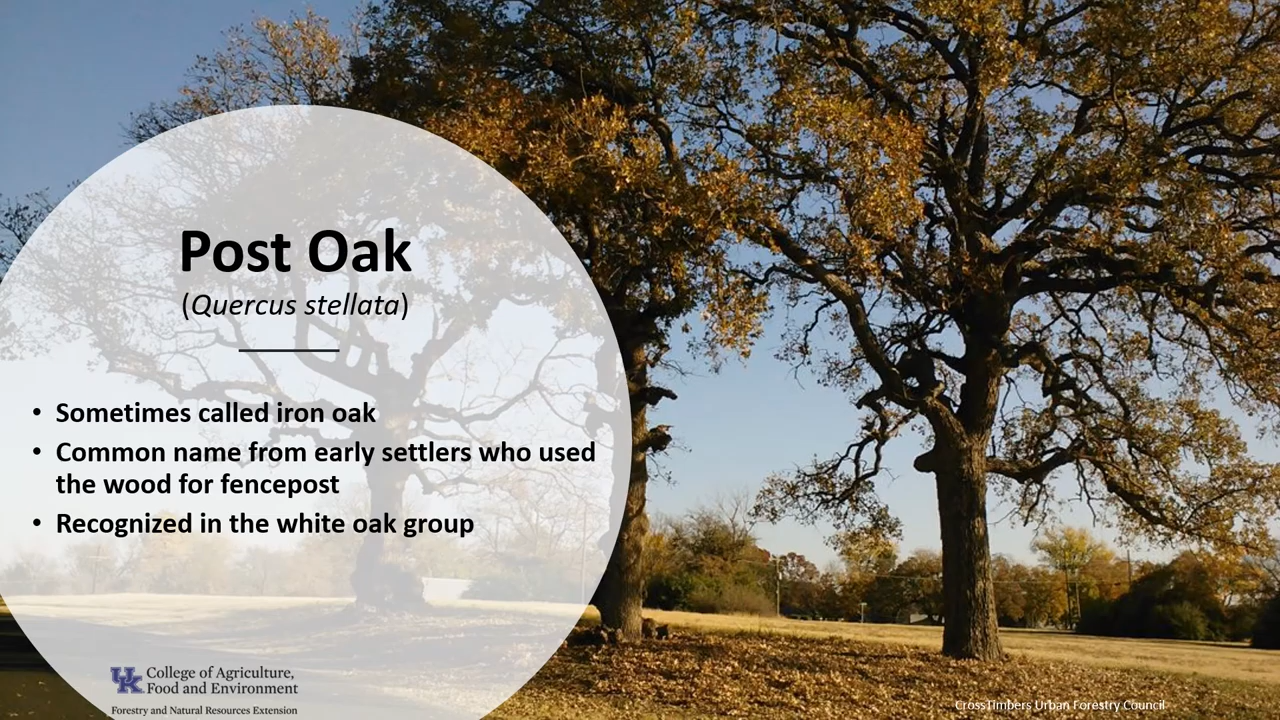 Post Oak
(Quercus stellata)
• Sometimes called iron oak
• Common name from early settlers who used
the wood for fencepost
• Recognized in the white oak group
UK College of Agriculture,
Food and Environment
Forestry and Natural Resources Extension
CrossTimbers Urban Forestry Council